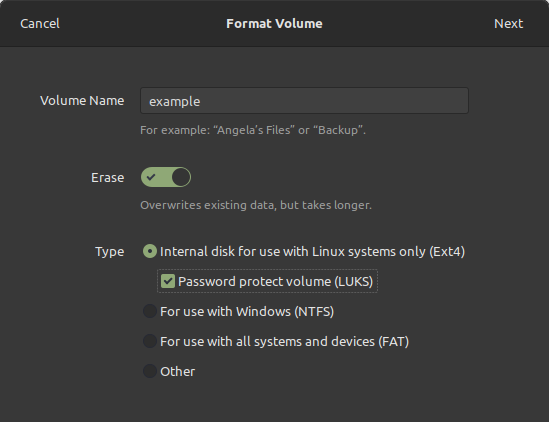 Cancel Format Volume Next
Volume Name example
For example: “Angela’s Files” or “Backup”.
Erase
Overwrites existing data, but takes longer.
Type Internal disk for use with Linux systems only (Ext4)
Password protect volume (LUKS)
For use with Windows (NTFS)
For use with all systems and devices (FAT)
Other